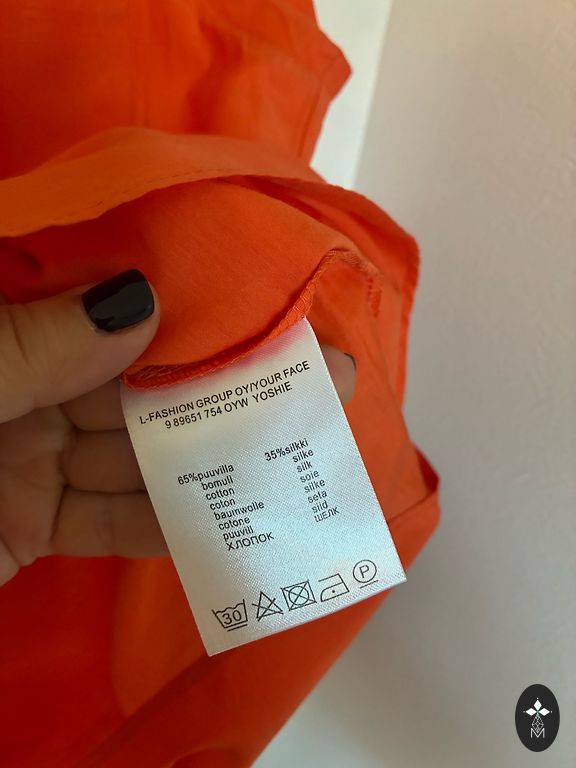 L-FASHION GROUP OY/YOUR FACE
9 89651 754 OYW YOSHIE
65%puuvilla 35%silkki
bomull silke
cotton silk
coton soie
baumwolle silke
cotone seta
puuvill siid
ХЛОПОК ШЕЛК
30 P
M